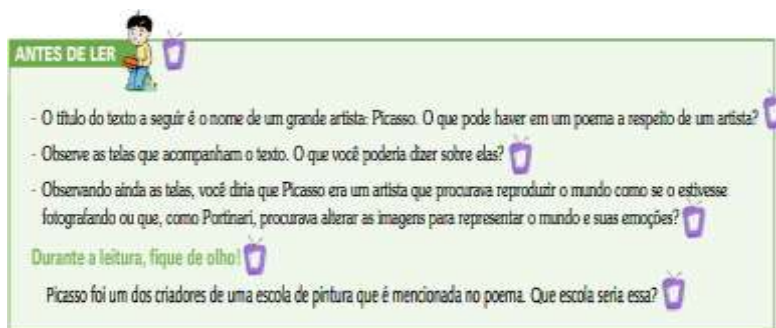 ANTES DE LER
- O título do texto a seguir é o nome de um grande artista: Picasso. O que pode haver em um poema a respeito de um artista?
- Observe as telas que acompanham o texto. O que você poderia dizer sobre elas?
- Observando ainda as telas, você diria que Picasso era um artista que procurava reproduzir o mundo como se o estivesse
fotografando ou que, como Portinari, procurava alterar as imagens para representar o mundo e suas emoções?
Durante a leitura, fique de olho!
Picasso foi um dos criadores de uma escola de pintura que é mencionada no poema. Que escola seria essa?